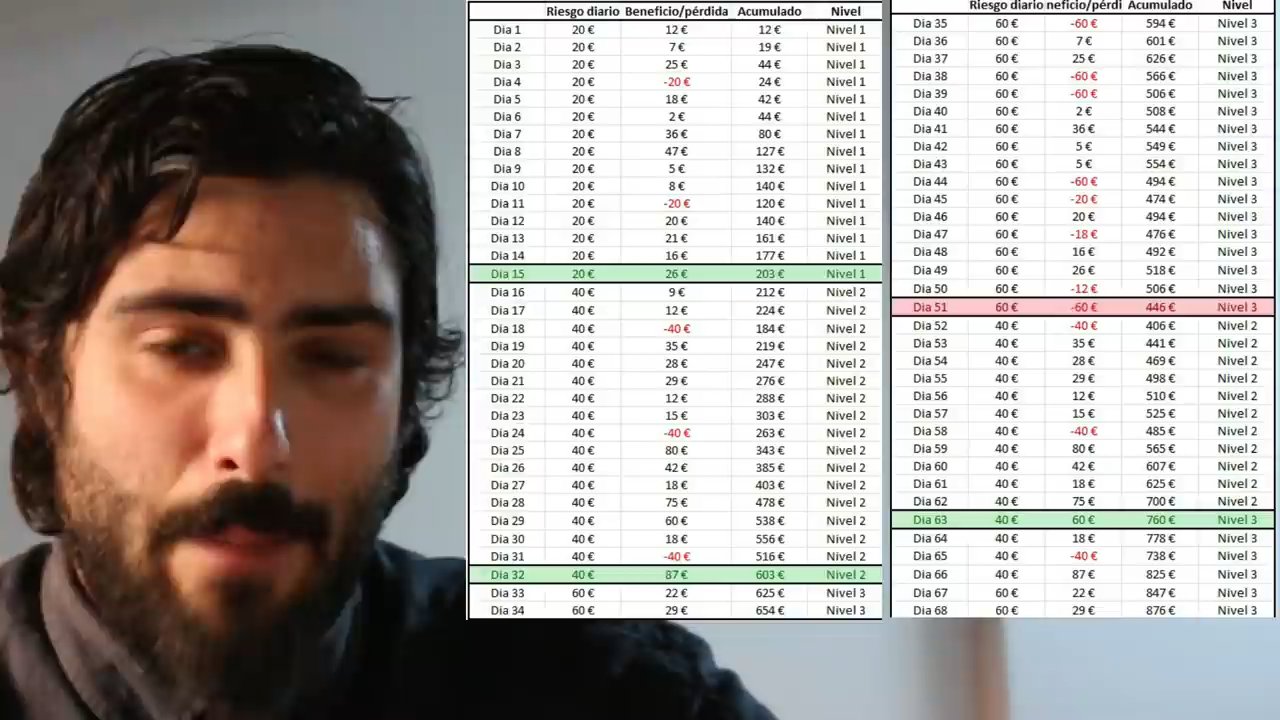 Riesgo diario Beneficio/pérdida Acumulado Nivel
Dia 1 20 € 12 € 12 € Nivel 1
Dia 2 20 € 7 € 19 € Nivel 1
Dia 3 20 € 25 € 44 € Nivel 1
Dia 4 20 € -20 € 24 € Nivel 1
Dia 5 20 € 18 € 42 € Nivel 1
Dia 6 20 € 2 € 44 € Nivel 1
Dia 7 20 € 36 € 80 € Nivel 1
Dia 8 20 € 47 € 127 € Nivel 1
Dia 9 20 € 5 € 132 € Nivel 1
Dia 10 20 € 8 € 140 € Nivel 1
Dia 11 20 € -20 € 120 € Nivel 1
Dia 12 20 € 20 € 140 € Nivel 1
Dia 13 20 € 21 € 161 € Nivel 1
Dia 14 20 € 16 € 177 € Nivel 1
Dia 15 20 € 26 € 203 € Nivel 1
Dia 16 40 € 9 € 212 € Nivel 2
Dia 17 40 € 12 € 224 € Nivel 2
Dia 18 40 € -40 € 184 € Nivel 2
Dia 19 40 € 35 € 219 € Nivel 2
Dia 20 40 € 28 € 247 € Nivel 2
Dia 21 40 € 29 € 276 € Nivel 2
Dia 22 40 € 12 € 288 € Nivel 2
Dia 23 40 € 15 € 303 € Nivel 2
Dia 24 40 € -40 € 263 € Nivel 2
Dia 25 40 € 80 € 343 € Nivel 2
Dia 26 40 € 42 € 385 € Nivel 2
Dia 27 40 € 18 € 403 € Nivel 2
Dia 28 40 € 75 € 478 € Nivel 2
Dia 29 40 € 60 € 538 € Nivel 2
Dia 30 40 € 18 € 556 € Nivel 2
Dia 31 40 € -40 € 516 € Nivel 2
Dia 32 40 € 87 € 603 € Nivel 2
Dia 33 60 € 22 € 625 € Nivel 3
Dia 34 60 € 29 € 654 € Nivel 3
Riesgo diario neficio/pérdi Acumulado Nivel
Dia 35 60 € -60 € 594 € Nivel 3
Dia 36 60 € 7 € 601 € Nivel 3
Dia 37 60 € 25 € 626 € Nivel 3
Dia 38 60 € -60 € 566 € Nivel 3
Dia 39 60 € -60 € 506 € Nivel 3
Dia 40 60 € 2 € 508 € Nivel 3
Dia 41 60 € 36 € 544 € Nivel 3
Dia 42 60 € 5 € 549 € Nivel 3
Dia 43 60 € 5 € 554 € Nivel 3
Dia 44 60 € -60 € 494 € Nivel 3
Dia 45 60 € -20 € 474 € Nivel 3
Dia 46 60 € 20 € 494 € Nivel 3
Dia 47 60 € -18 € 476 € Nivel 3
Dia 48 60 € 16 € 492 € Nivel 3
Dia 49 60 € 26 € 518 € Nivel 3
Dia 50 60 € -12 € 506 € Nivel 3
Dia 51 60 € -60 € 446 € Nivel 3
Dia 52 40 € -40 € 406 € Nivel 2
Dia 53 40 € 35 € 441 € Nivel 2
Dia 54 40 € 28 € 469 € Nivel 2
Dia 55 40 € 29 € 498 € Nivel 2
Dia 56 40 € 12 € 510 € Nivel 2
Dia 57 40 € 15 € 525 € Nivel 2
Dia 58 40 € -40 € 485 € Nivel 2
Dia 59 40 € 80 € 565 € Nivel 2
Dia 60 40 € 42 € 607 € Nivel 2
Dia 61 40 € 18 € 625 € Nivel 2
Dia 62 40 € 75 € 700 € Nivel 2
Dia 63 40 € 60 € 760 € Nivel 3
Dia 64 40 € 18 € 778 € Nivel 3
Dia 65 40 € -40 € 738 € Nivel 3
Dia 66 40 € 87 € 825 € Nivel 3
Dia 67 60 € 22 € 847 € Nivel 3
Dia 68 60 € 29 € 876 € Nivel 3